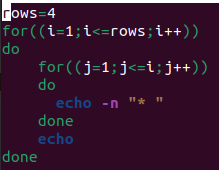 rows=4
for((i=1;i<=rows;i++))
do
    for((j=1;j<=i;j++))
    do
      echo -n "* "
    done
    echo
done